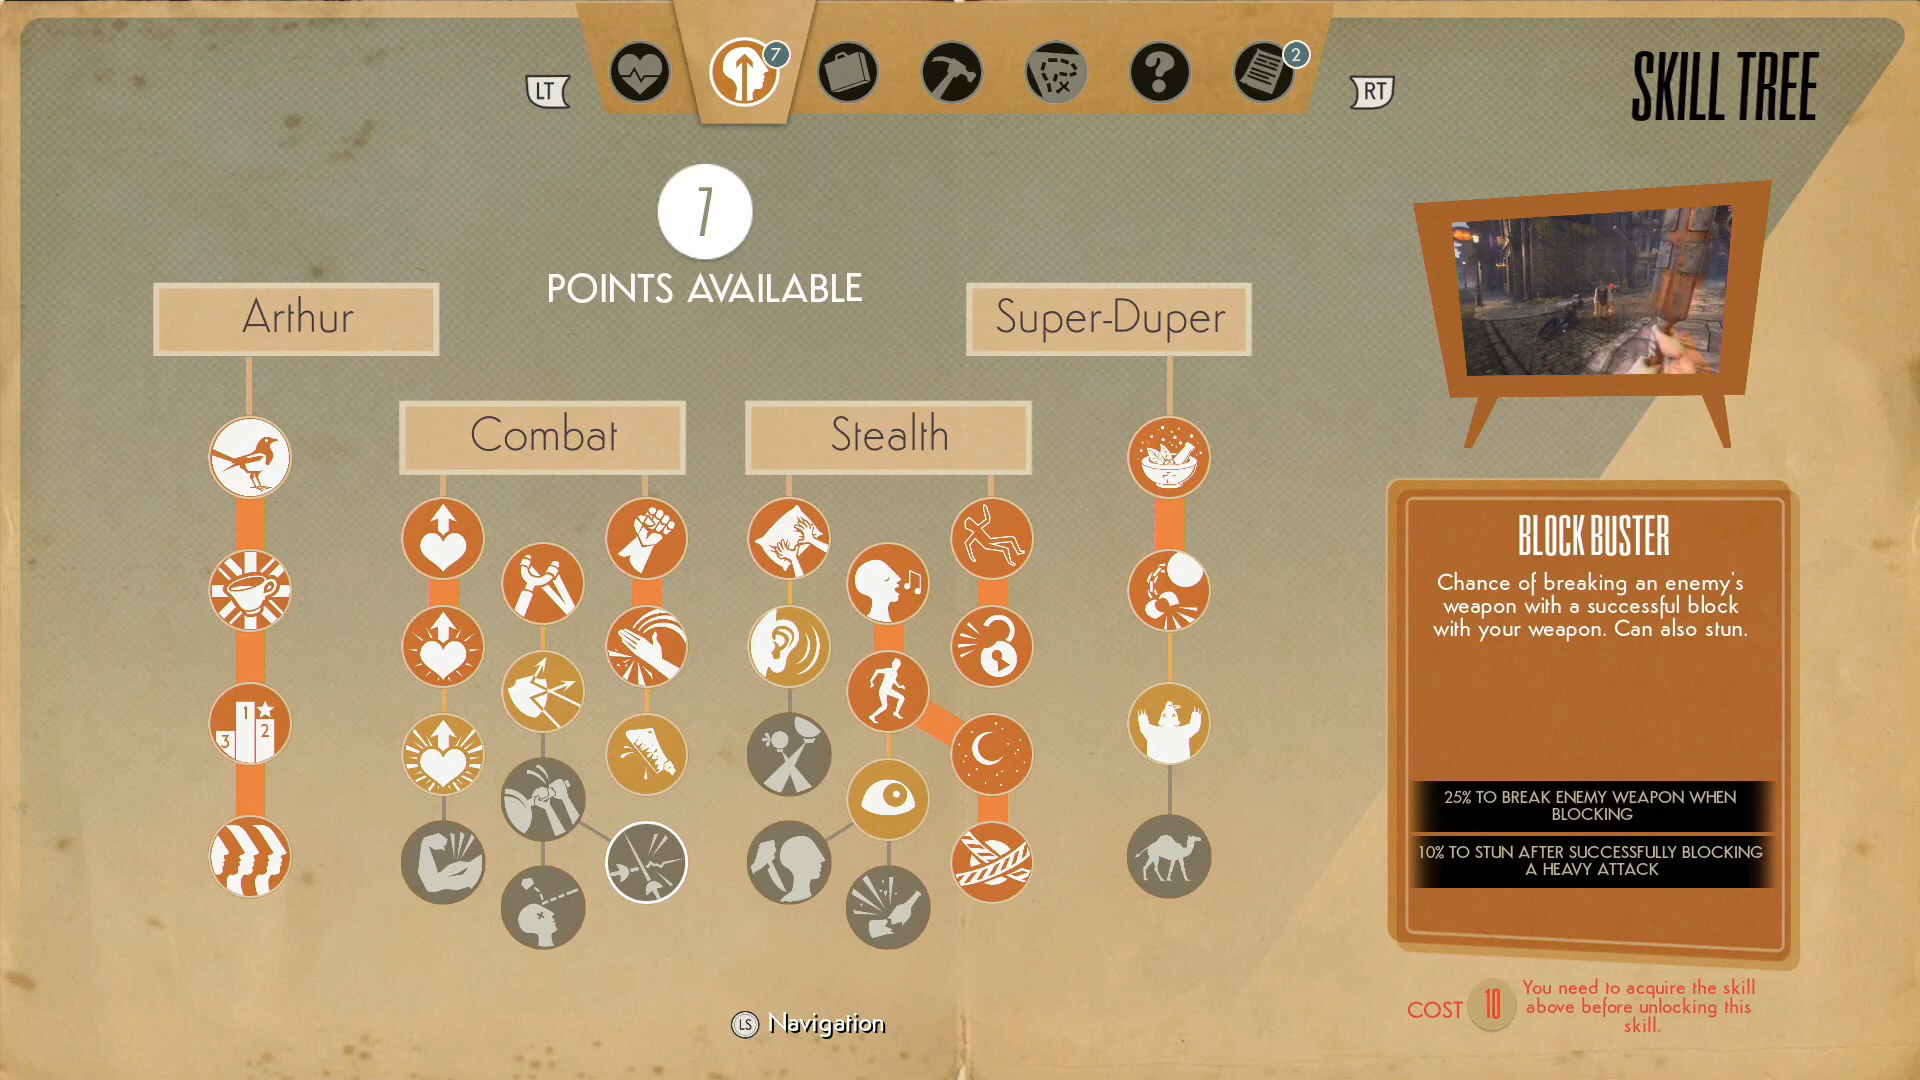 7
2
LT
RT
SKILL TREE
7
POINTS AVAILABLE
Arthur
Super-Duper
Combat
Stealth
1
2
3
BLOCK BUSTER
Chance of breaking an enemy's
weapon with a successful block
with your weapon. Can also stun.
25% TO BREAK ENEMY WEAPON WHEN
BLOCKING
10% TO STUN AFTER SUCCESSFULLY BLOCKING
A HEAVY ATTACK
COST 10
You need to acquire the skill
above before unlocking this
skill.
LS Navigation